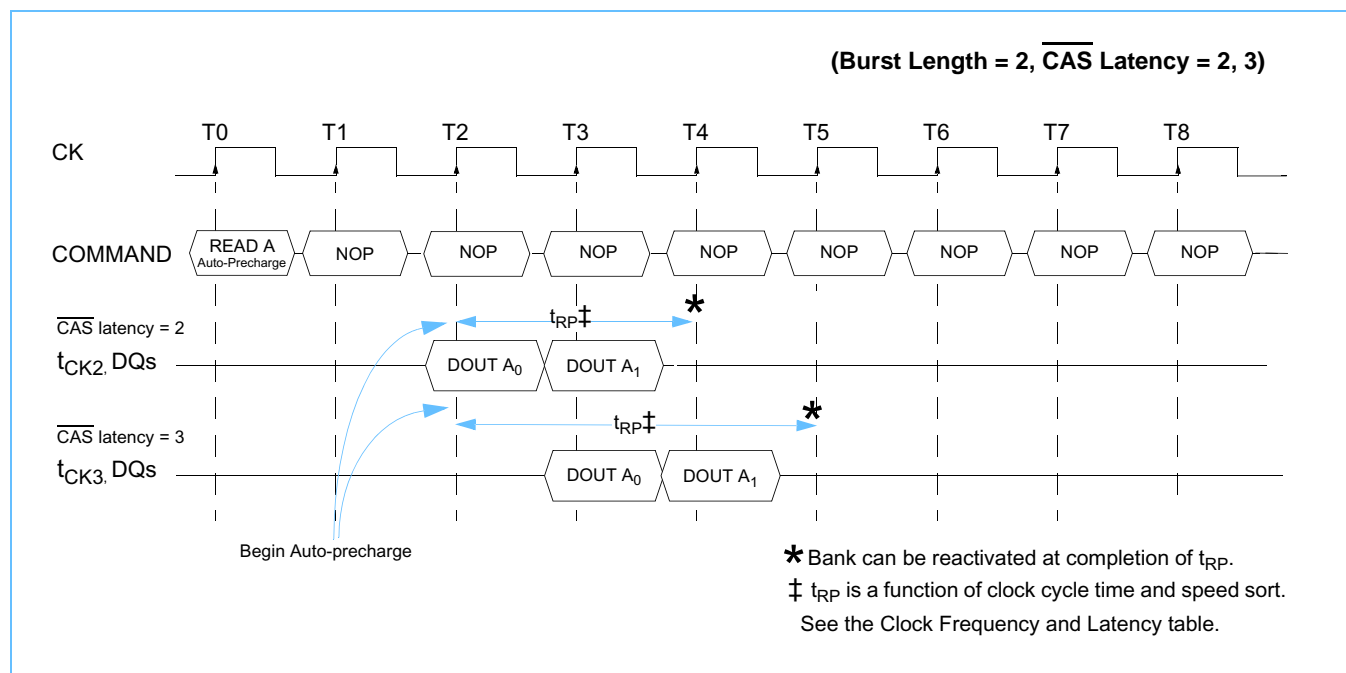 (Burst Length = 2, CAS Latency = 2, 3)
T0 T1 T2 T3 T4 T5 T6 T7 T8
CK
COMMAND
READ A
Auto-Precharge
NOP NOP NOP NOP NOP NOP NOP NOP
*
tRP‡
CAS latency = 2
tCK2, DQs
DOUT A0 DOUT A1
*
tRP‡
CAS latency = 3
tCK3, DQs
DOUT A0 DOUT A1
Begin Auto-precharge
* Bank can be reactivated at completion of tRP.
‡ tRP is a function of clock cycle time and speed sort.
See the Clock Frequency and Latency table.